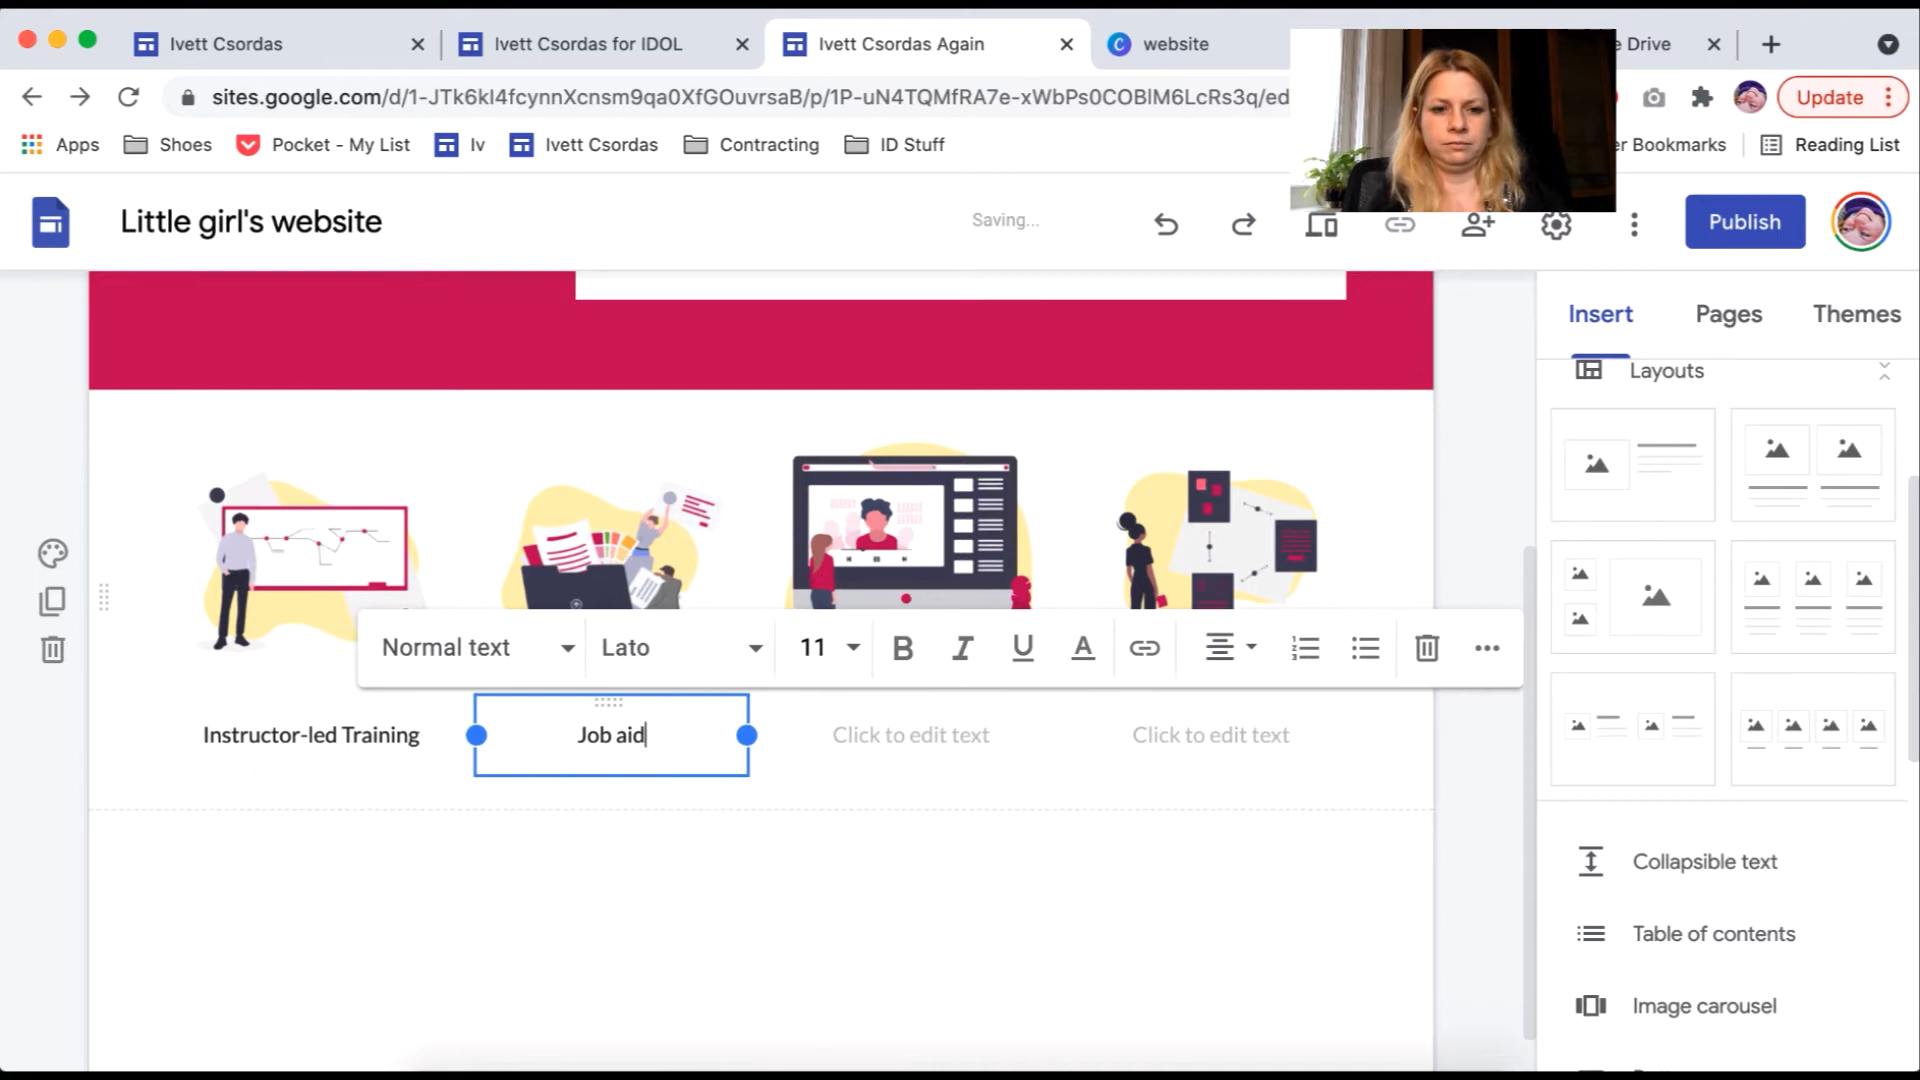 Ivett Csordas
Ivett Csordas for IDOL
Ivett Csordas Again
website
e Drive
sites.google.com/d/1-JTk6kI4fcynnXcnsm9qa0XfGOuvrsaB/p/1P-uN4TQMfRA7e-xWbPs0COBlM6LcRs3q/ed
Update
Apps
Shoes
Pocket - My List
Iv
Ivett Csordas
Contracting
ID Stuff
er Bookmarks
Reading List
Little girl's website
Saving...
Publish
Insert
Pages
Themes
Layouts
Normal text
Lato
11
B
I
U
A
Instructor-led Training
Job aid
Click to edit text
Click to edit text
Collapsible text
Table of contents
Image carousel